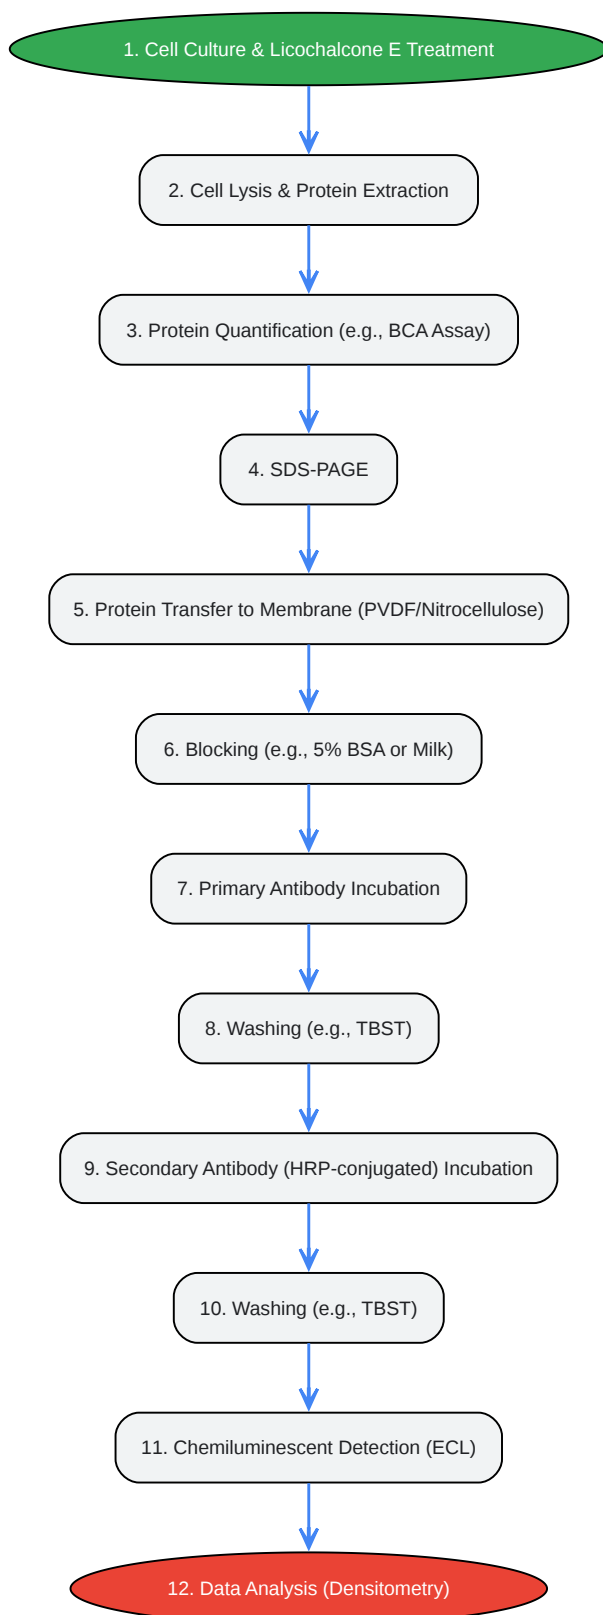 1. Cell Culture & Licochalcone E Treatment
2. Cell Lysis & Protein Extraction
3. Protein Quantification (e.g., BCA Assay)
4. SDS-PAGE
5. Protein Transfer to Membrane (PVDF/Nitrocellulose)
6. Blocking (e.g., 5% BSA or Milk)
7. Primary Antibody Incubation
8. Washing (e.g., TBST)
9. Secondary Antibody (HRP-conjugated) Incubation
10. Washing (e.g., TBST)
11. Chemiluminescent Detection (ECL)
12. Data Analysis (Densitometry)